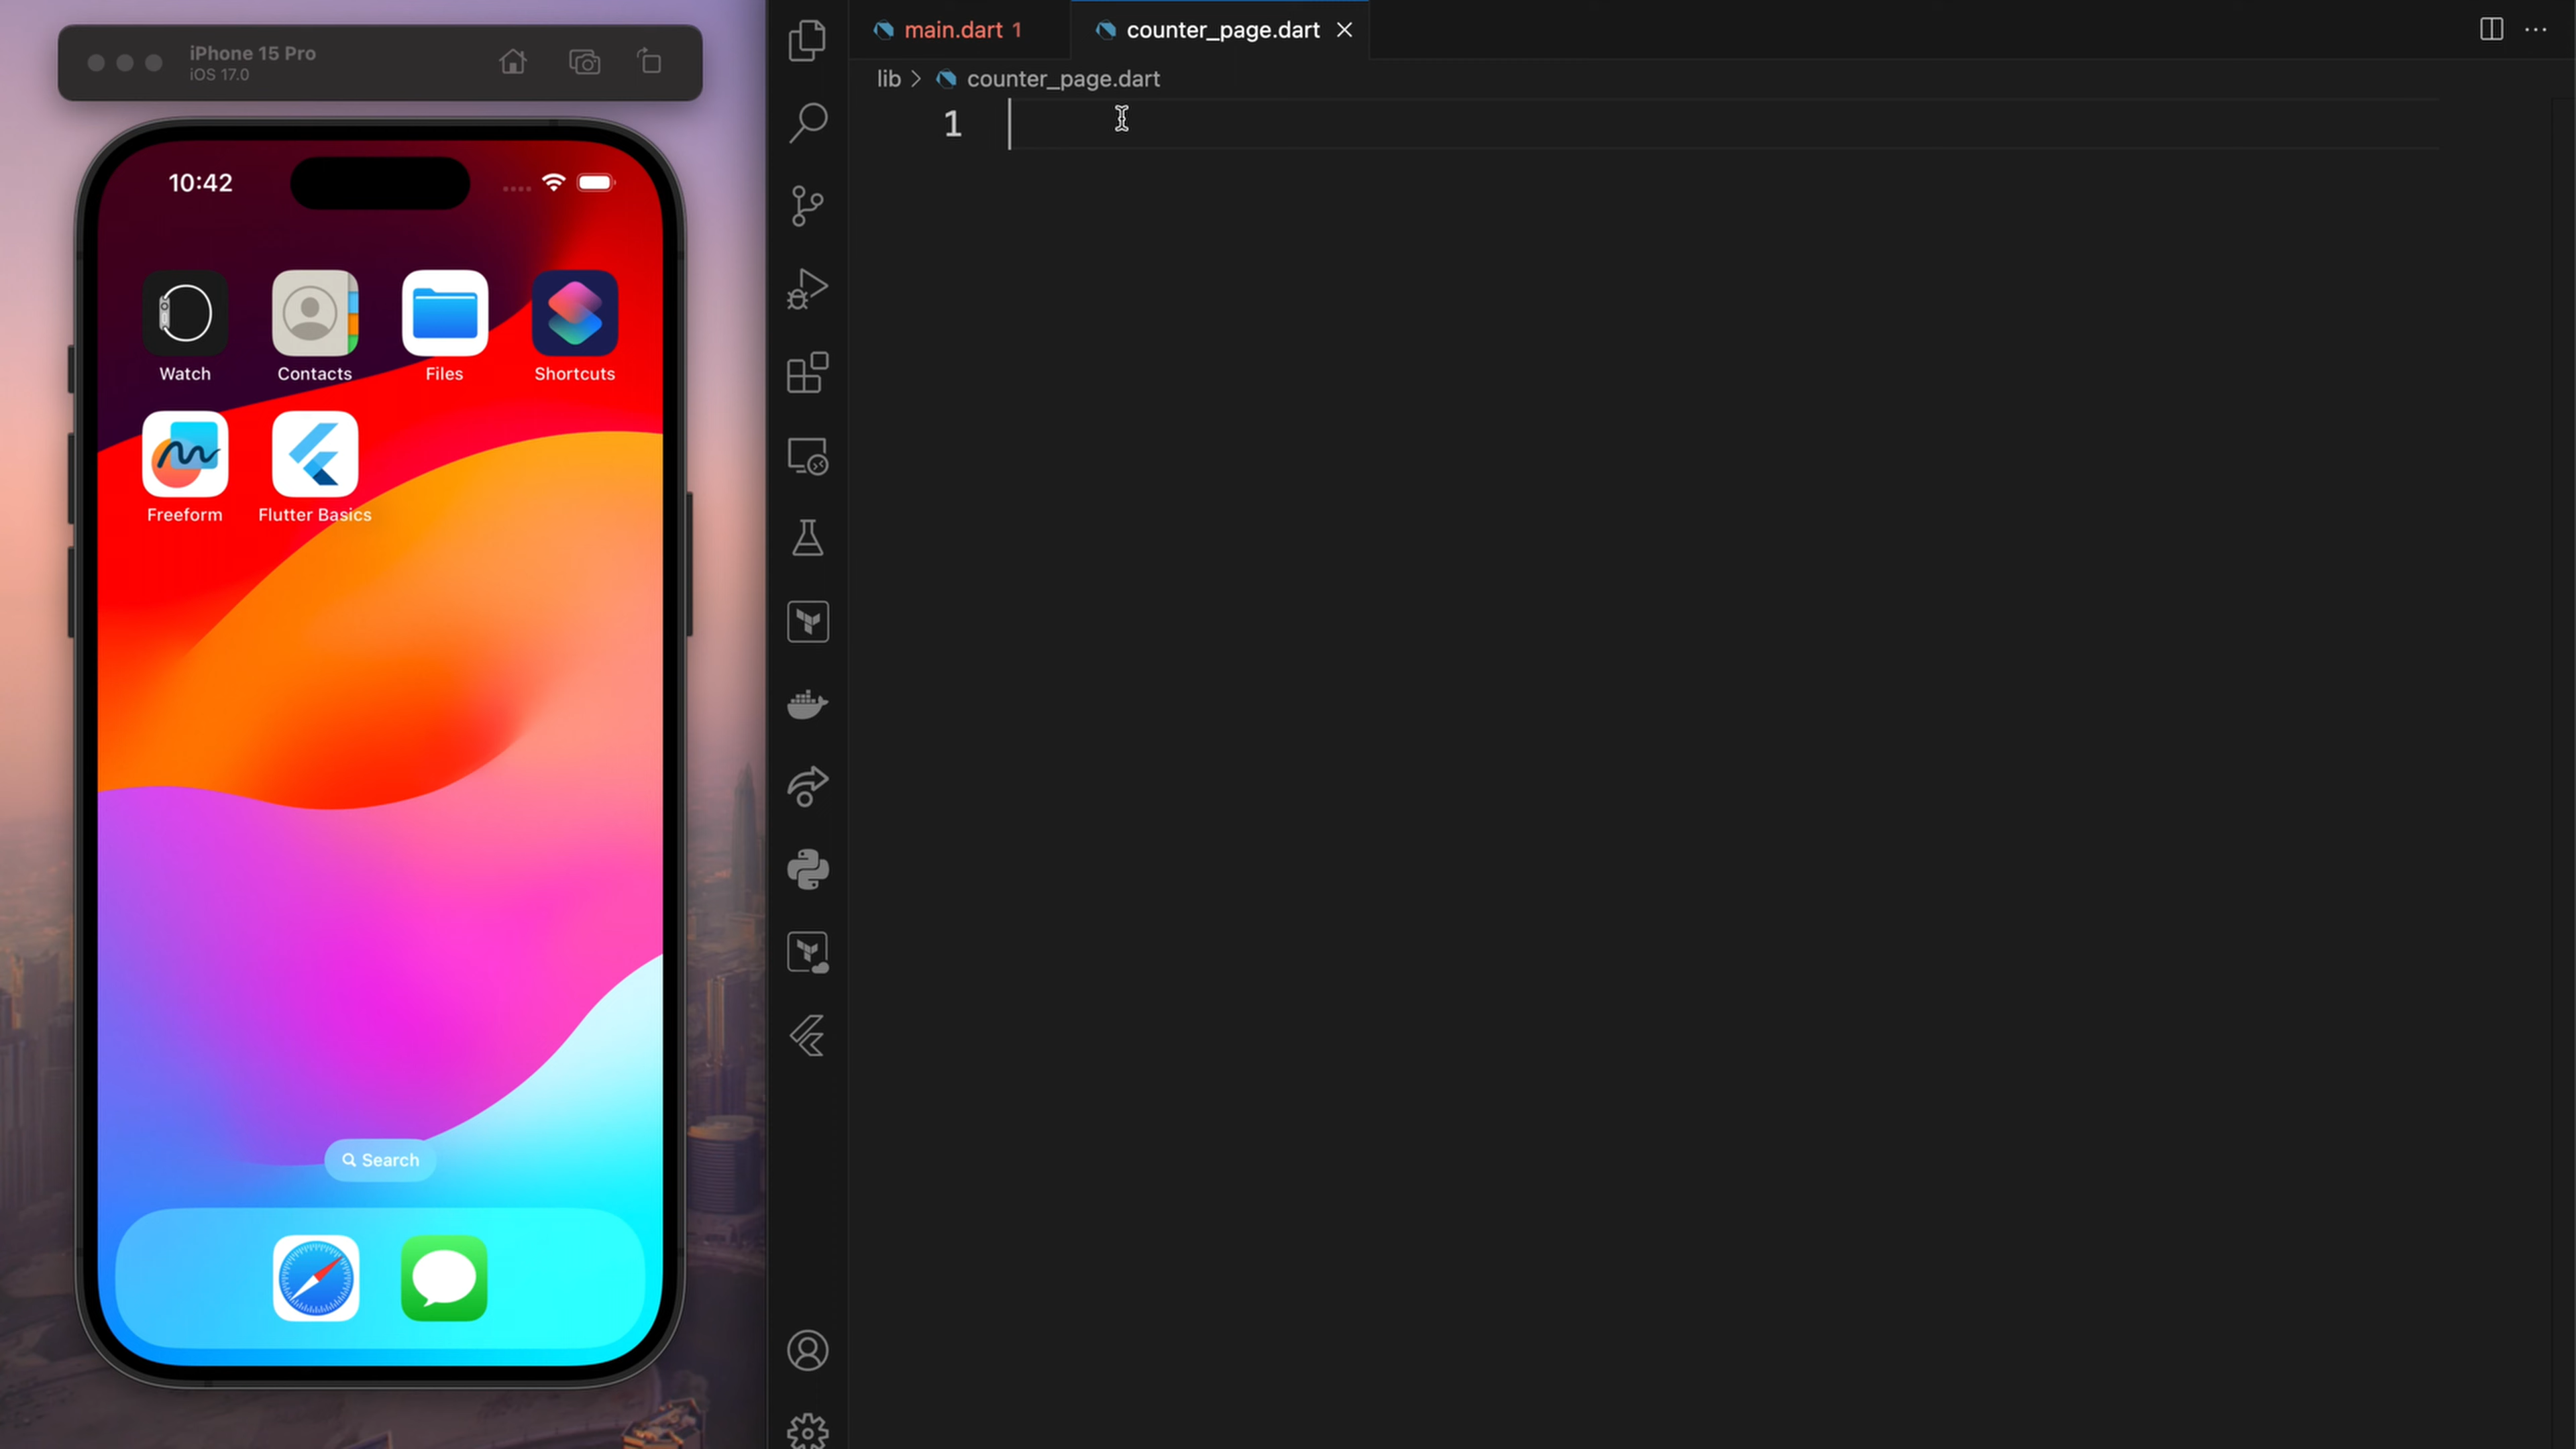 iPhone 15 Pro
iOS 17.0
10:42
Watch
Contacts
Files
Shortcuts
Freeform
Flutter Basics
Search
main.dart 1
counter_page.dart
lib > counter_page.dart
1